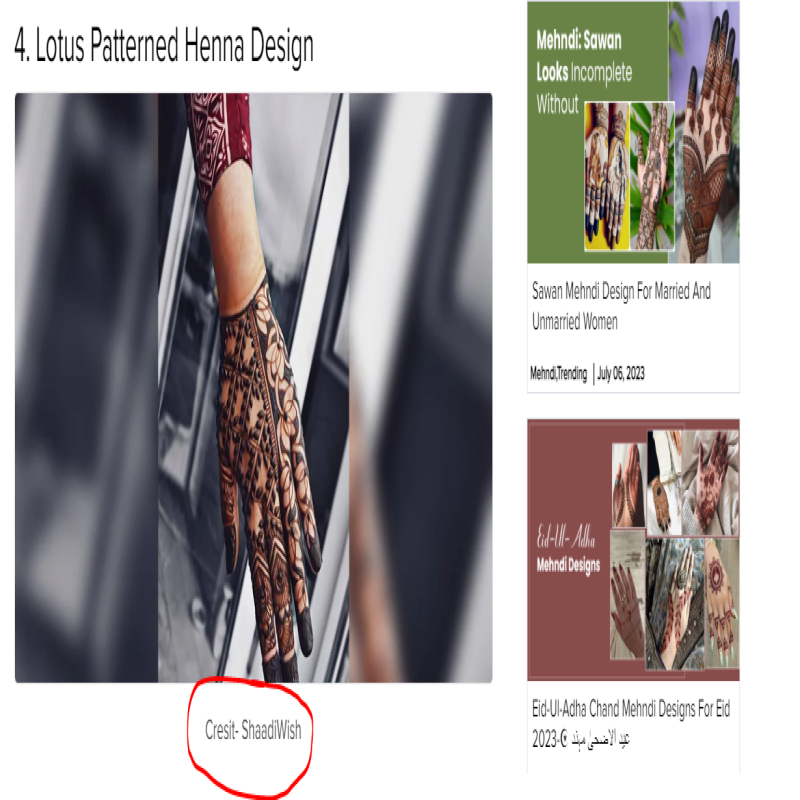 4. Lotus Patterned Henna Design
Cresit- ShaadiWish
Mehndi: Sawan
Looks Incomplete
Without
Sawan Mehndi Design For Married And
Unmarried Women
Mehndi,Trending | July 06, 2023
Eid-Ul-Adha
Mehndi Designs
Eid-Ul-Adha Chand Mehndi Designs For Eid
2023-☪ عید الاضحیٰ مہند